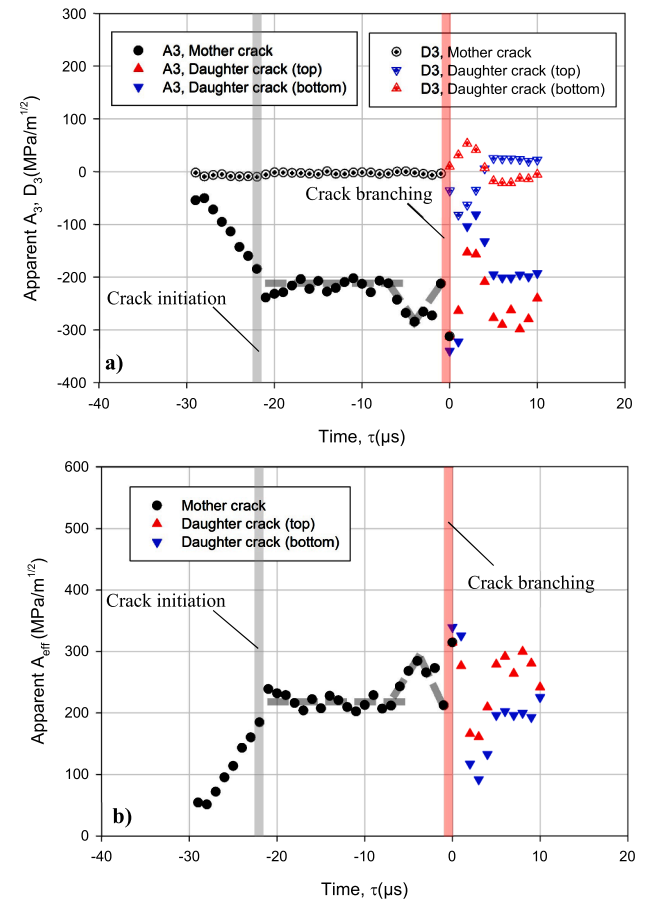 300
200
100
0
-100
-200
-300
-400
Apparent A3, D3(MPa/m1/2)
A3, Mother crack
A3, Daughter crack (top)
A3, Daughter crack (bottom)
D3, Mother crack
D3, Daughter crack (top)
D3, Daughter crack (bottom)
Crack branching
Crack initiation
a)
-40 -30 -20 -10 0 10 20
Time, τ(μs)
600
500
400
300
200
100
0
Apparent Aeff (MPa/m1/2)
Mother crack
Daughter crack (top)
Daughter crack (bottom)
Crack branching
Crack initiation
b)
-40 -30 -20 -10 0 10 20
Time, τ(μs)